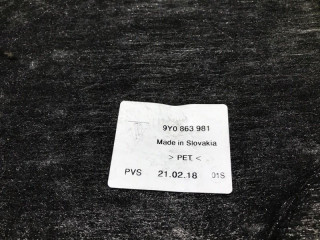 9Y0 863 981
Made in Slovakia
> PET <
PVS 21.02.18 01S